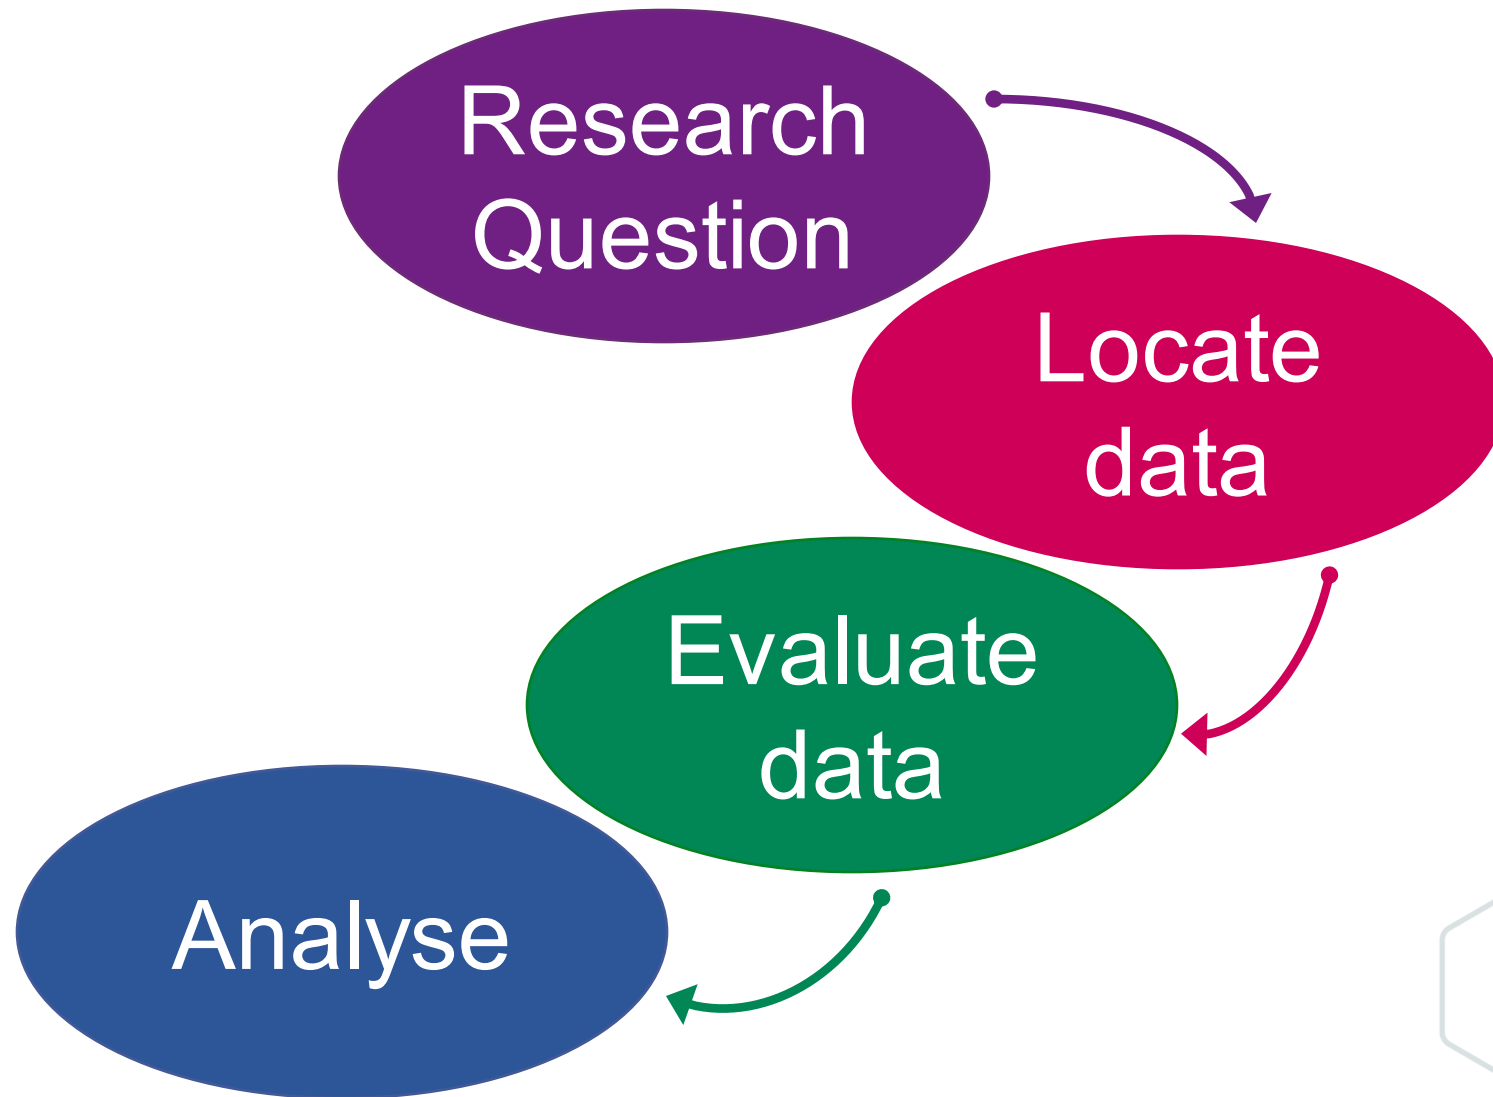 Research
Question
Locate
data
Evaluate
data
Analyse